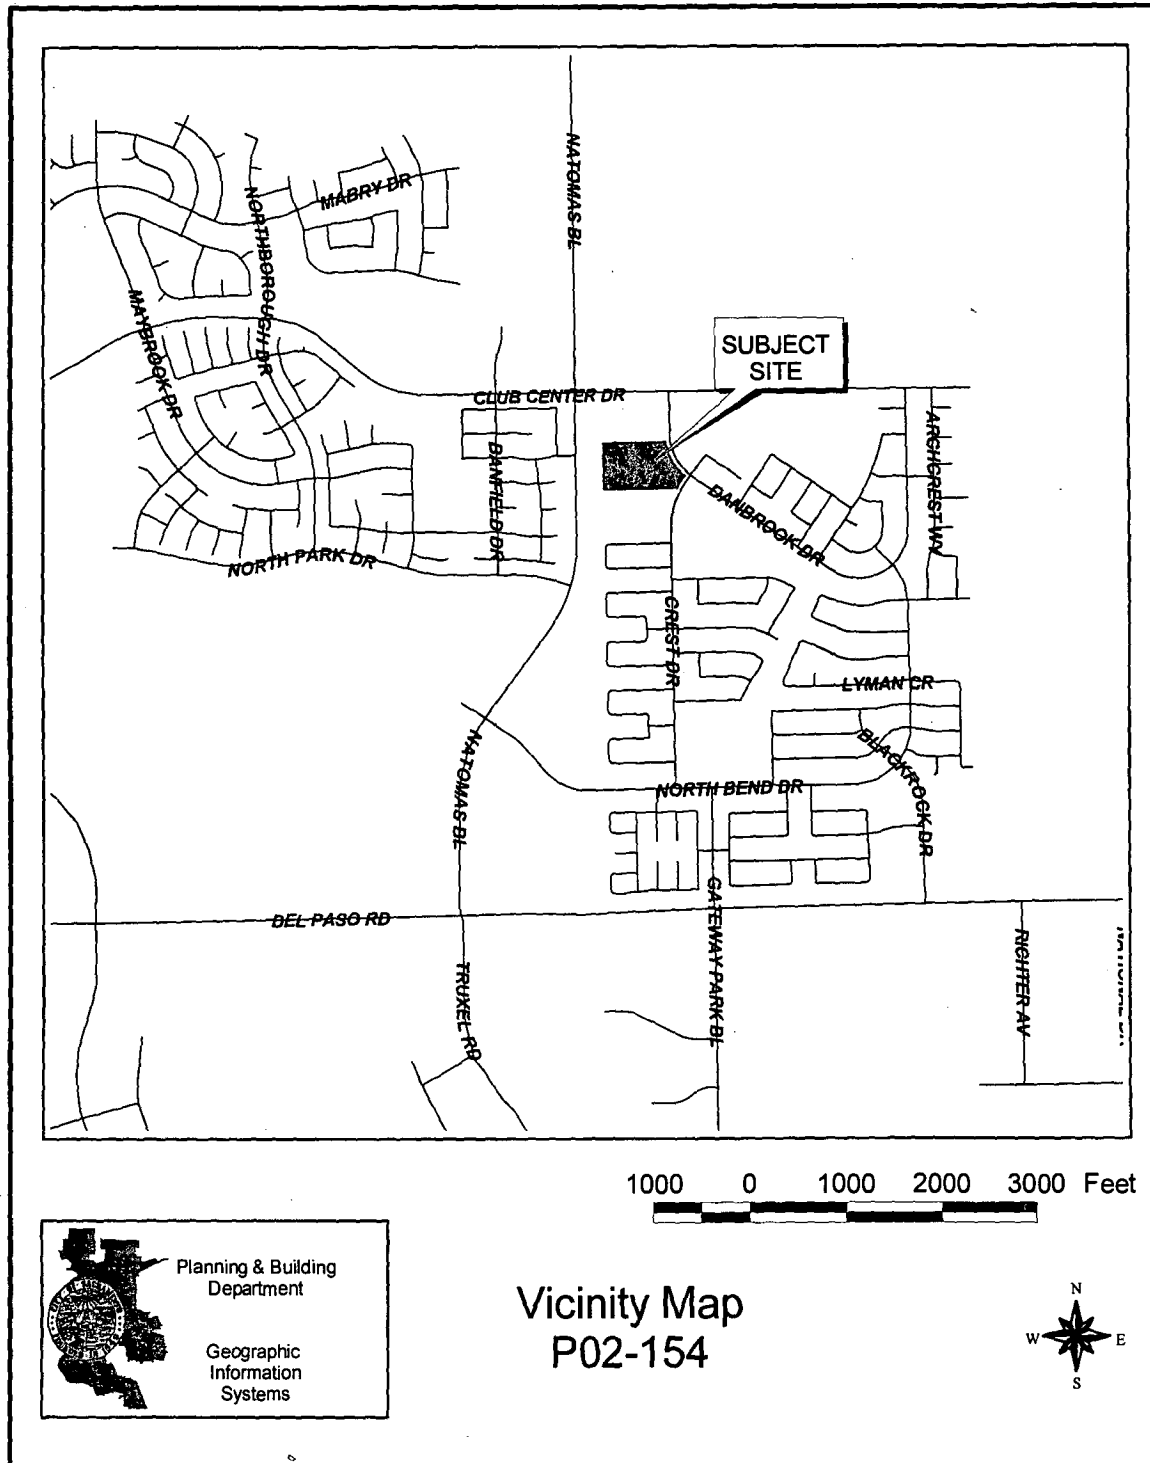 NATOMAS BL
MABRY DR
NORTHBOROUGH DR
MAYBROOK DR
SUBJECT
SITE
CLUB CENTER DR
ARCHCREST WY
BANFIELD DR
DANBROOK DR
NORTH PARK DR
CREST DR
LYMAN CR
BLACKROCK DR
NATOMAS BL
NORTH BEND DR
DEL PASO RD
GATEWAY PARK BL
TRUXEL RD
RICHTER AV
1000 0 1000 2000 3000 Feet
Planning & Building
Department
Geographic
Information
Systems
Vicinity Map
P02-154
N
W E
S